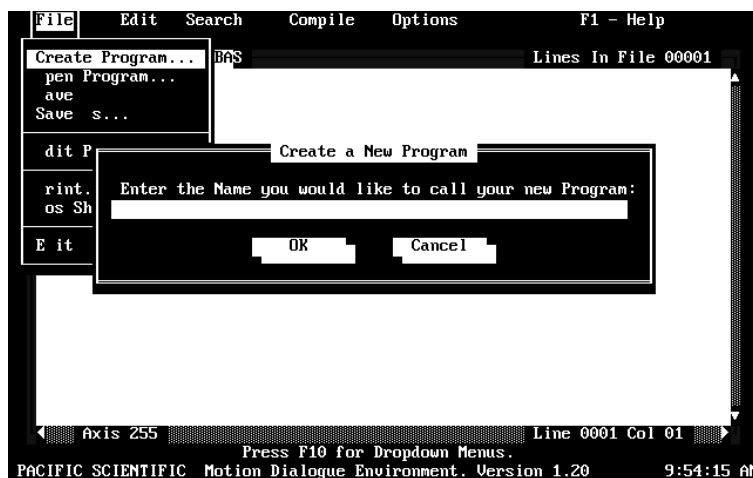 File Edit Search Compile Options F1 - Help
Create Program... BAS Lines In File 00001
pen Program...
ave
Save s...
dit P
Create a New Program
rint. Enter the Name you would like to call your new Program:
os Sh
E it OK Cancel
Axis 255 Line 0001 Col 01
Press F10 for Dropdown Menus.
PACIFIC SCIENTIFIC Motion Dialogue Environment. Version 1.20 9:54:15 AM